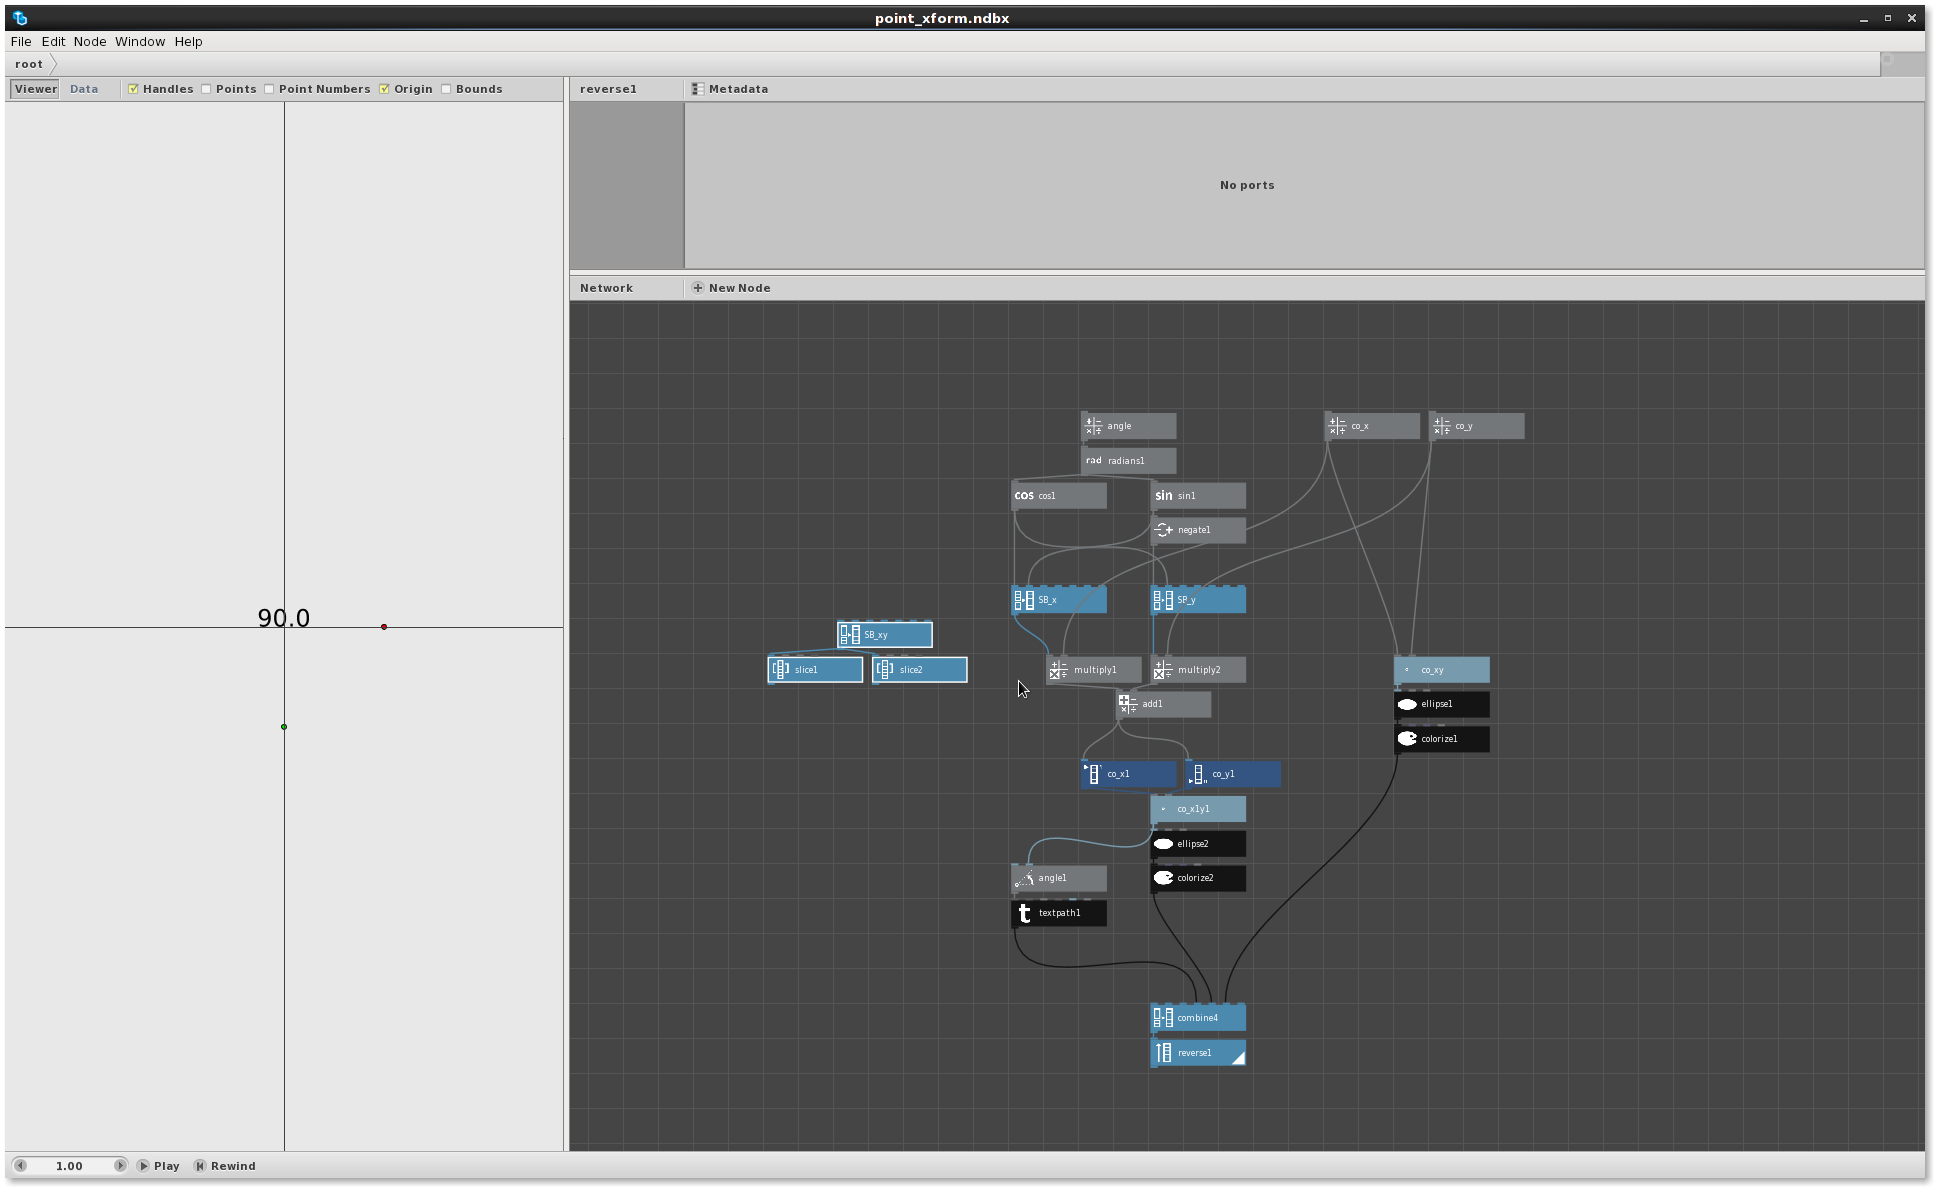 point_xform.ndbx
File Edit Node Window Help
root
Viewer Data Handles Points Point Numbers Origin Bounds
reverse1 Metadata
No ports
Network New Node
angle
co_x
co_y
rad radians1
cos cos1
sin sin1
negate1
SB_x
SB_y
90.0
SB_xy
slice1
slice2
multiply1
multiply2
co_xy
add1
ellipse1
colorize1
co_x1
co_y1
co_x1y1
ellipse2
angle1
colorize2
t textpath1
combine4
reverse1
1.00 Play Rewind